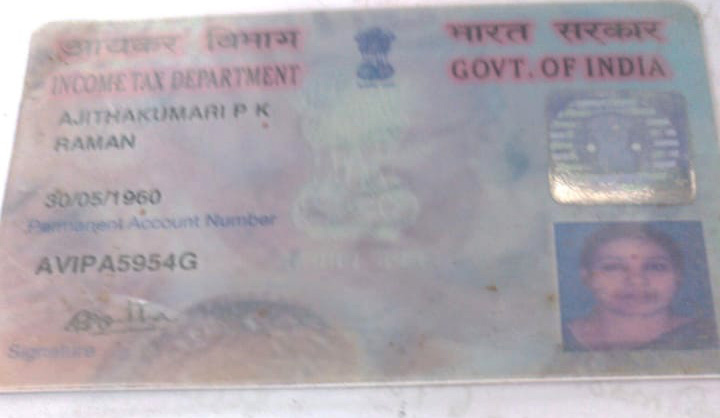 आयकर विभाग
INCOME TAX DEPARTMENT
भारत सरकार
GOVT. OF INDIA
AJITHAKUMARI P K
RAMAN
30/05/1960
Permanent Account Number
AVIPA5954G
Signature